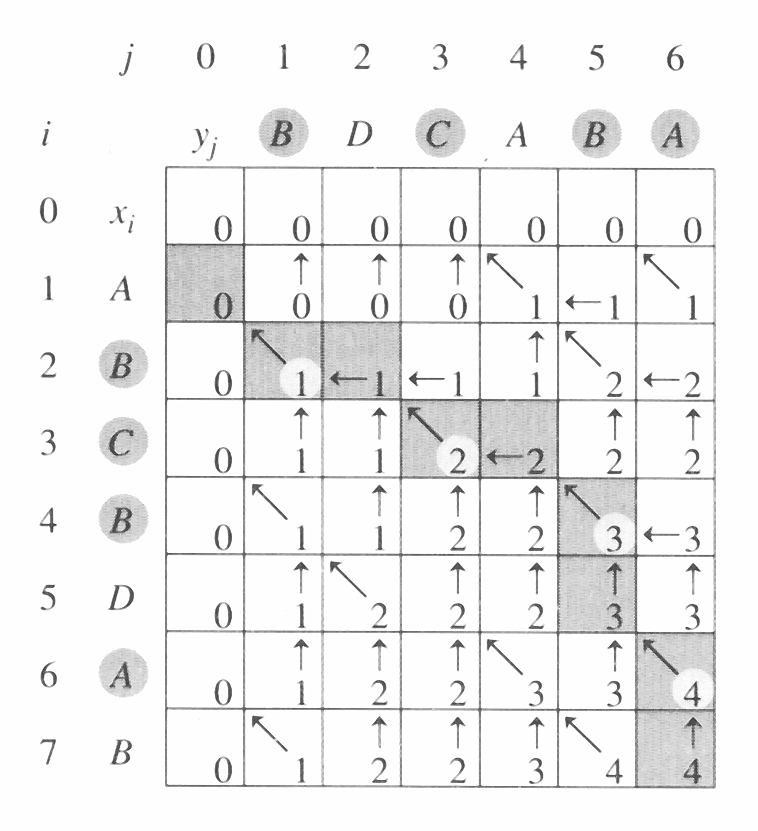 j 0 1 2 3 4 5 6
i y_j B D C A B A
0 x_i 0 0 0 0 0 0 0
1 A 0 ↑0 ↑0 ↑0 ↖1 ←1 ↖1
2 B 0 ↖1 ←1 ←1 ↑1 ↖2 ←2
3 C 0 ↑1 ↑1 ↖2 ←2 ↑2 ↑2
4 B 0 ↖1 ↑1 ↑2 ↑2 ↖3 ←3
5 D 0 ↑1 ↖2 ↑2 ↑2 ↑3 ↑3
6 A 0 ↑1 ↑2 ↑2 ↖3 ↑3 ↖4
7 B 0 ↖1 ↑2 ↑2 ↑3 ↖4 ↑4